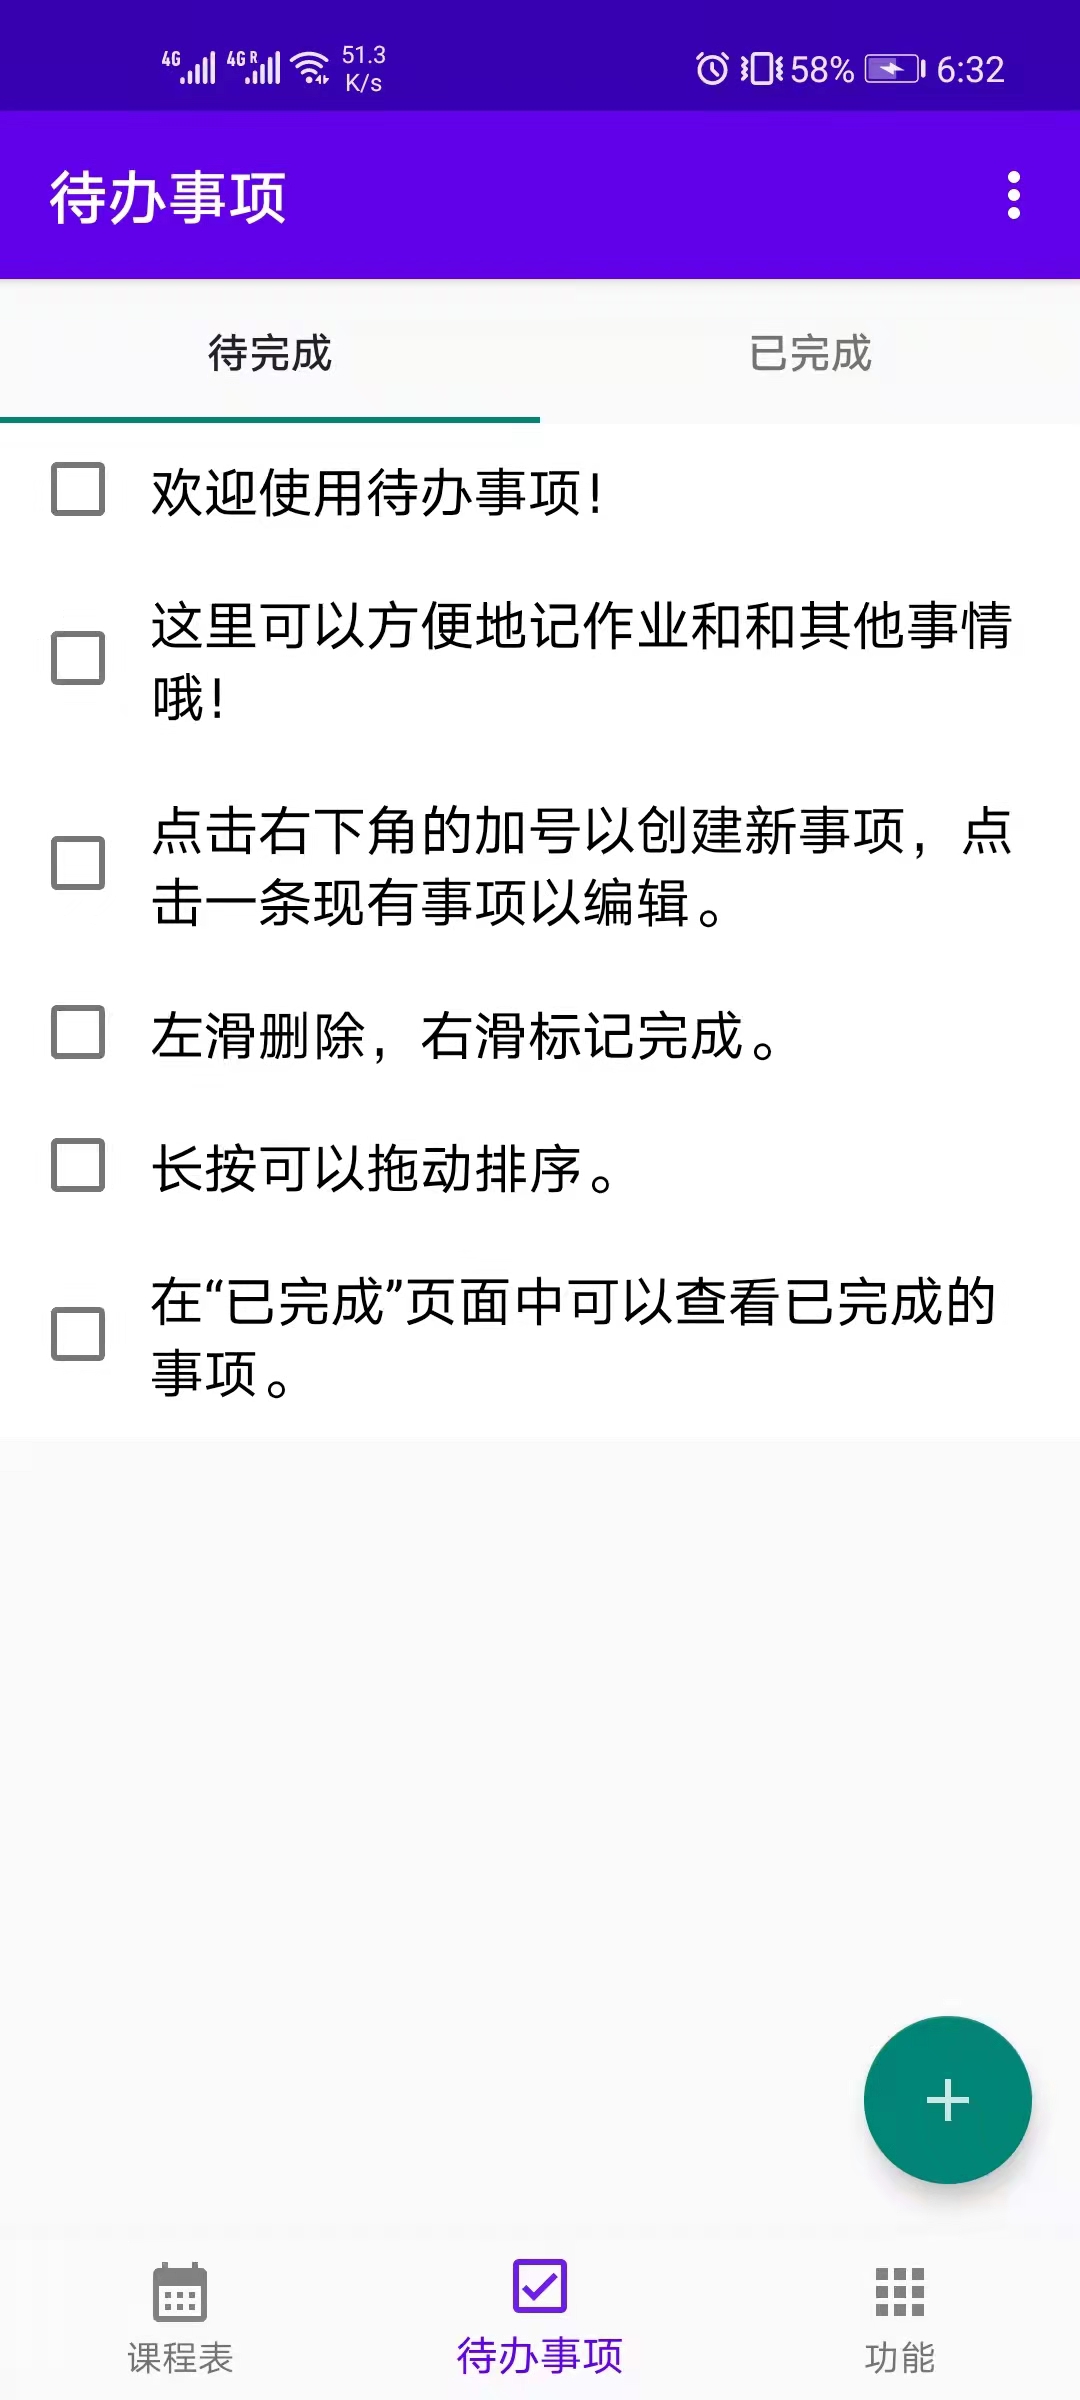 4G 4G R 51.3 K/s 58% 6:32
待办事项
待完成 已完成
欢迎使用待办事项！
这里可以方便地记作业和和其他事情
哦！
点击右下角的加号以创建新事项，点
击一条现有事项以编辑。
左滑删除，右滑标记完成。
长按可以拖动排序。
在“已完成”页面中可以查看已完成的
事项。
课程表 待办事项 功能